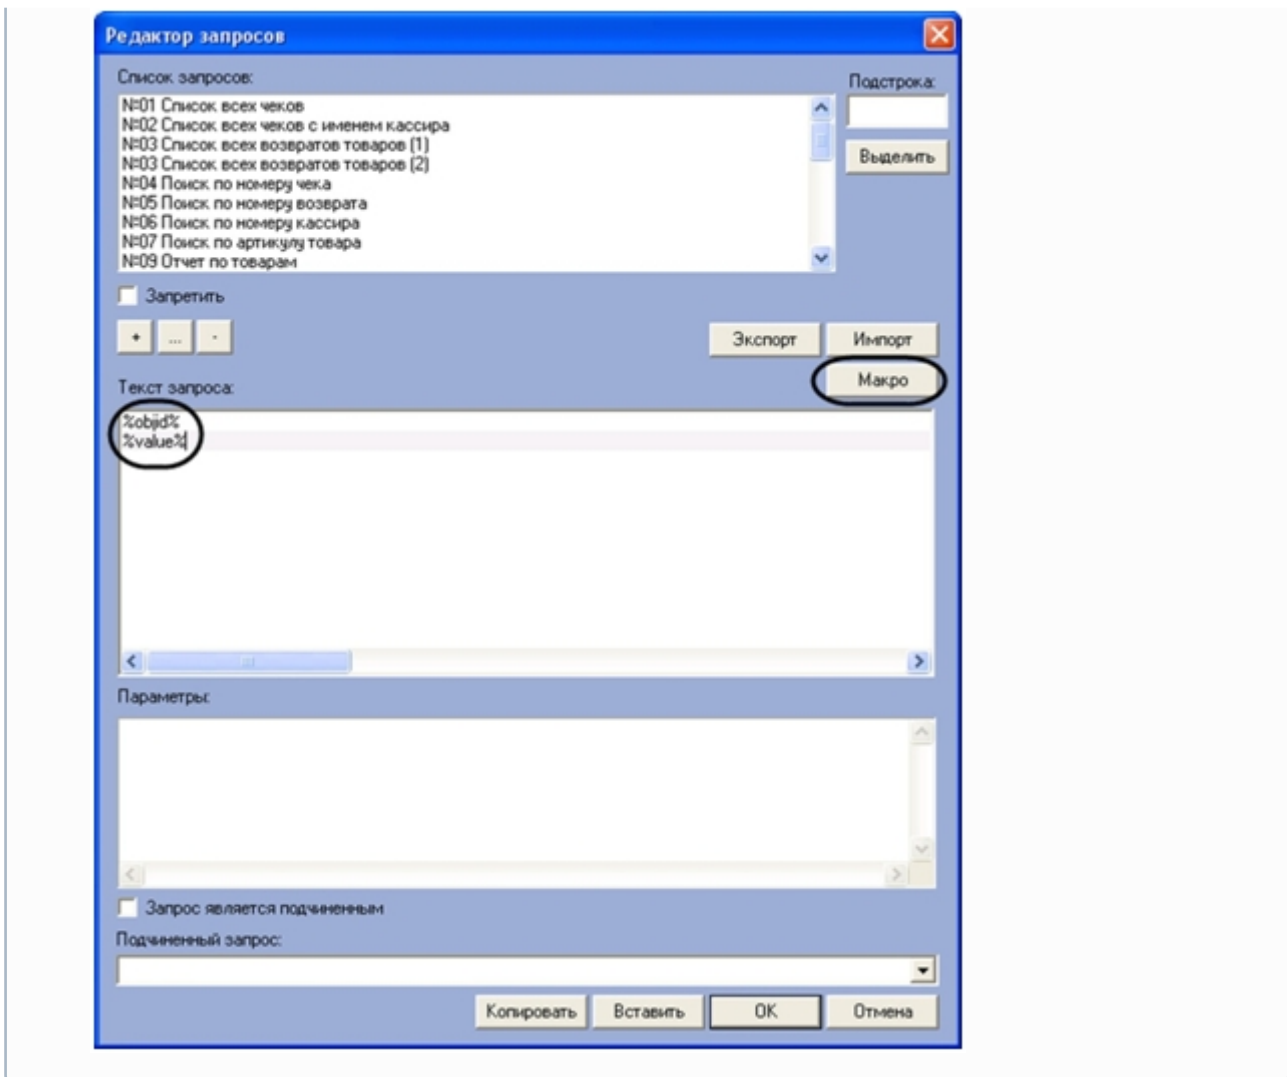 Редактор запросов
Список запросов:
Подстрока:
№01 Список всех чеков
№02 Список всех чеков с именем кассира
№03 Список всех возвратов товаров (1)
№03 Список всех возвратов товаров (2)
№04 Поиск по номеру чека
№05 Поиск по номеру возврата
№06 Поиск по номеру кассира
№07 Поиск по артикулу товара
№09 Отчет по товарам
Выделить
Запретить
+ ... -
Экспорт Импорт
Макро
Текст запроса:
%objid%
%value%
Параметры:
Запрос является подчиненным
Подчиненный запрос:
Копировать Вставить OK Отмена